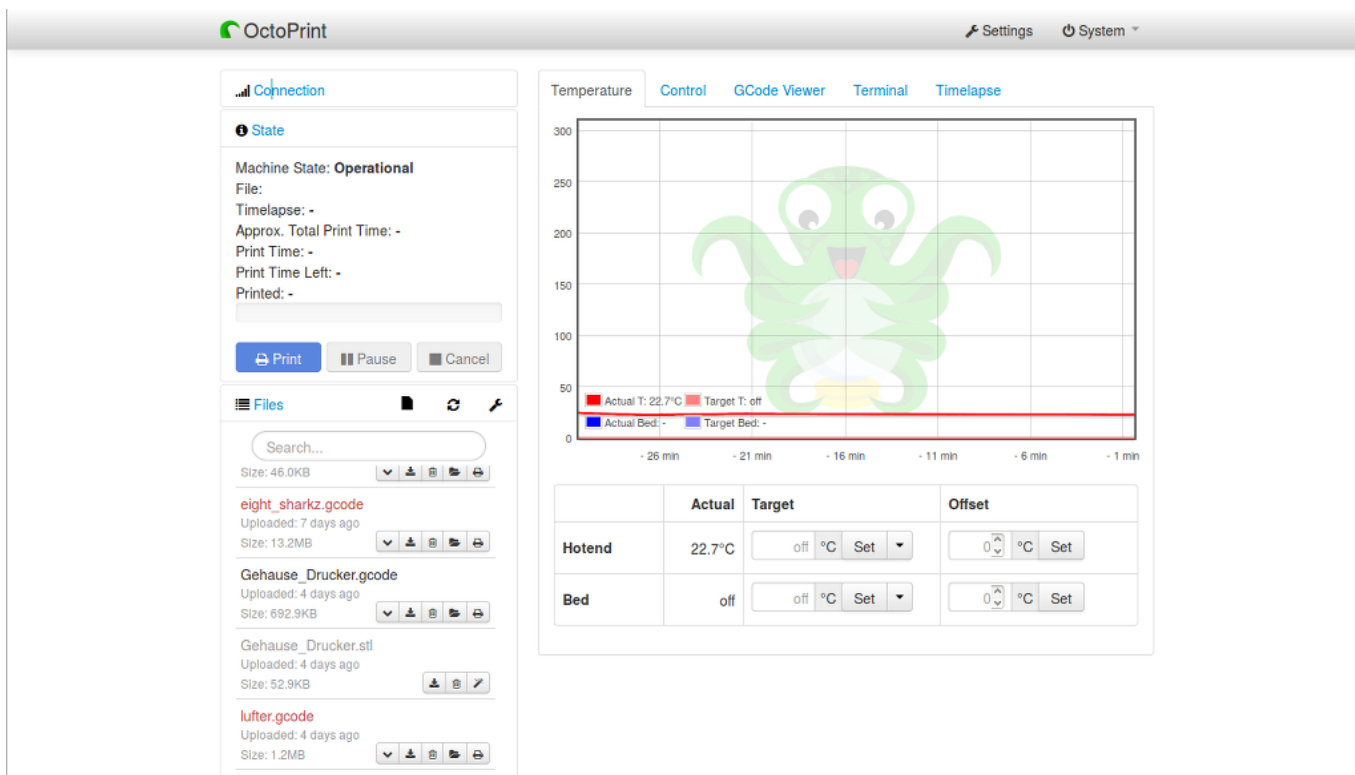 OctoPrint
Settings
System
Connection
State
Machine State: Operational
File:
Timelapse: -
Approx. Total Print Time: -
Print Time: -
Print Time Left: -
Printed: -
Print
Pause
Cancel
Files
Search...
Size: 46.0KB
eight_sharkz.gcode
Uploaded: 7 days ago
Size: 13.2MB
Gehause_Drucker.gcode
Uploaded: 4 days ago
Size: 692.9KB
Gehause_Drucker.stl
Uploaded: 4 days ago
Size: 52.9KB
lufter.gcode
Uploaded: 4 days ago
Size: 1.2MB
Temperature Control GCode Viewer Terminal Timelapse
300
250
200
150
100
50
0
Actual T: 22.7°C Target T: off
Actual Bed: - Target Bed: -
- 26 min - 21 min - 16 min - 11 min - 6 min - 1 min
Actual Target Offset
Hotend 22.7°C off °C Set 0 °C Set
Bed off off °C Set 0 °C Set